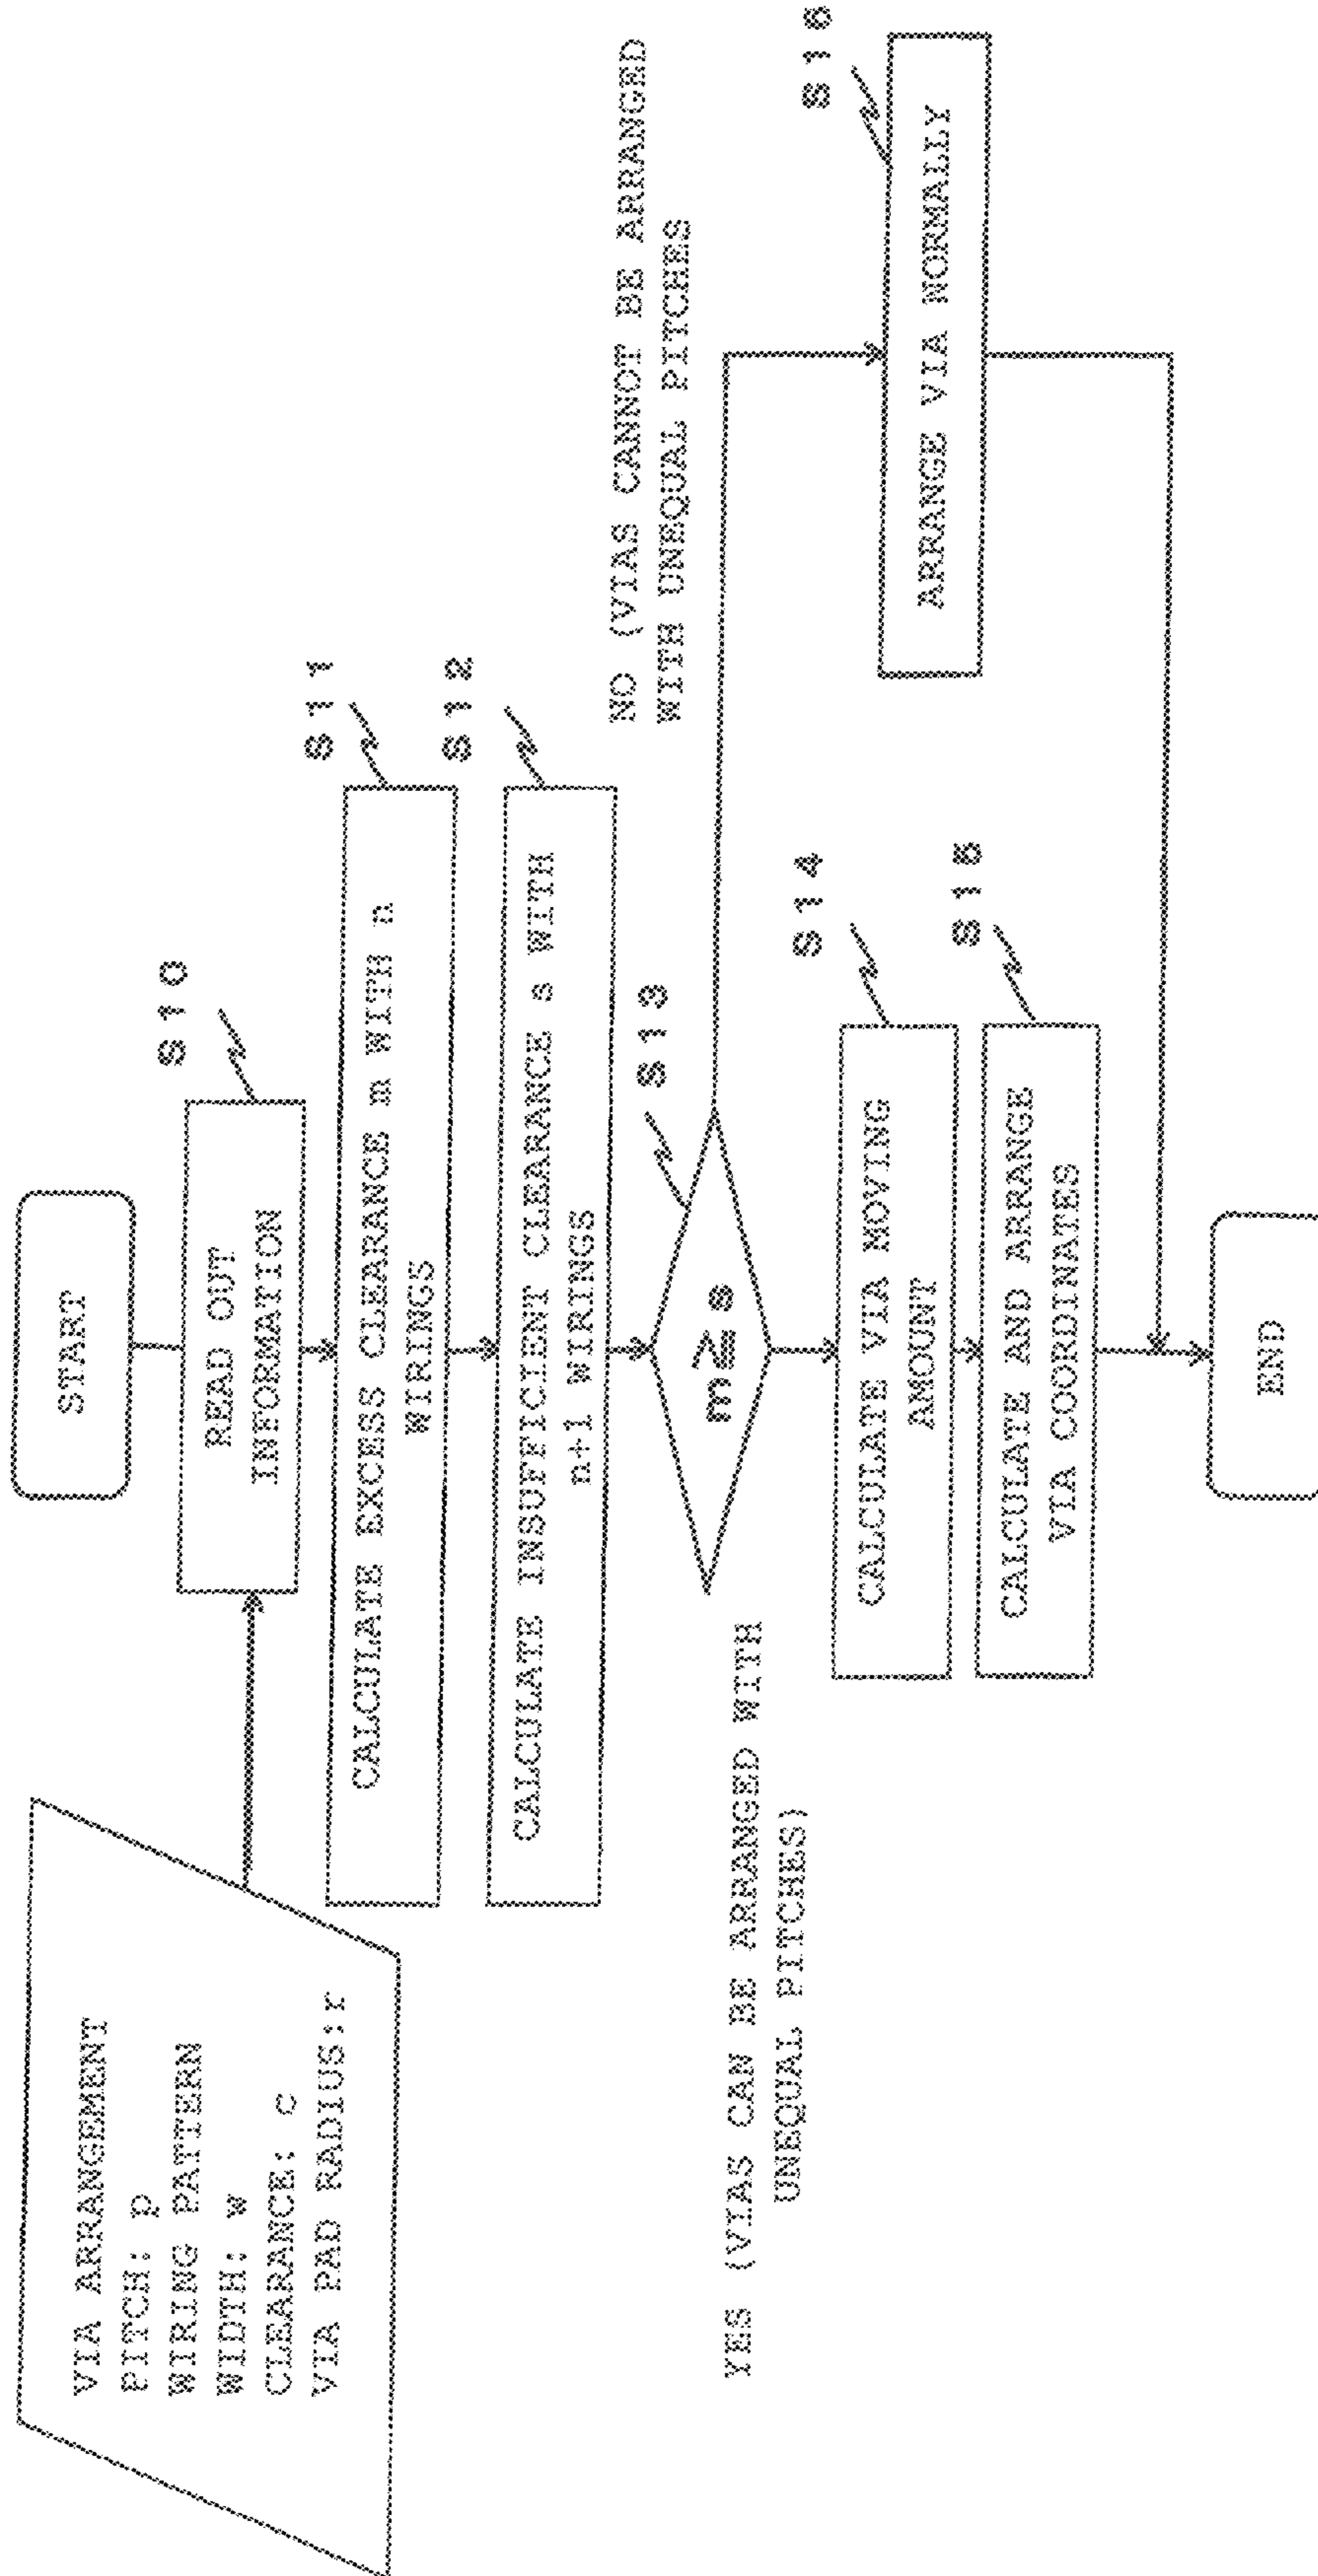 START
VIA ARRANGEMENT
PITCH: p
WIRING PATTERN
WIDTH: w
CLEARANCE: c
VIA PAD RADIUS:r
READ OUT
INFORMATION
S10
CALCULATE EXCESS CLEARANCE m WITH n
WIRINGS
S11
CALCULATE INSUFFICIENT CLEARANCE s WITH
n+1 WIRINGS
S12
m≧s
S13
NO (VIAS CANNOT BE ARRANGED
WITH UNEQUAL PITCHES
YES (VIAS CAN BE ARRANGED WITH
UNEQUAL PITCHES)
CALCULATE VIA MOVING
AMOUNT
S14
ARRANGE VIA NORMALLY
S16
CALCULATE AND ARRANGE
VIA COORDINATES
S15
END